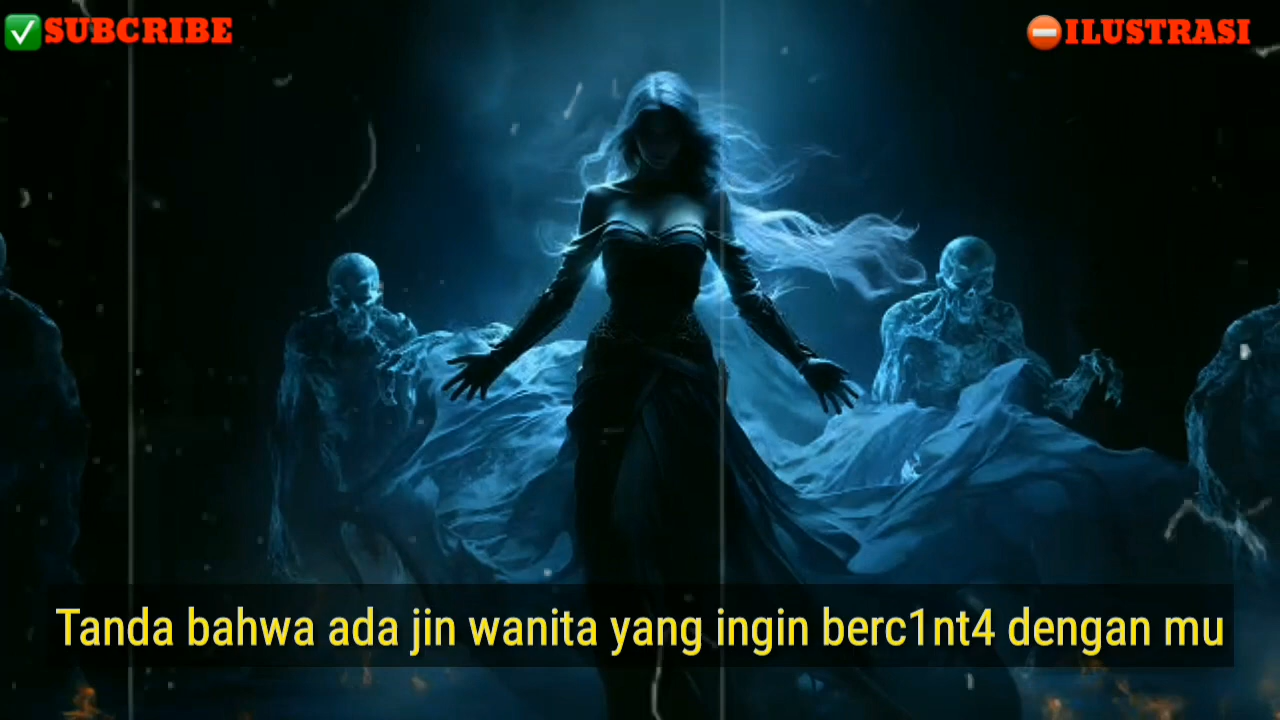 ✅SUBCRIBE
⛔ILUSTRASI
Tanda bahwa ada jin wanita yang ingin berc1nt4 dengan mu